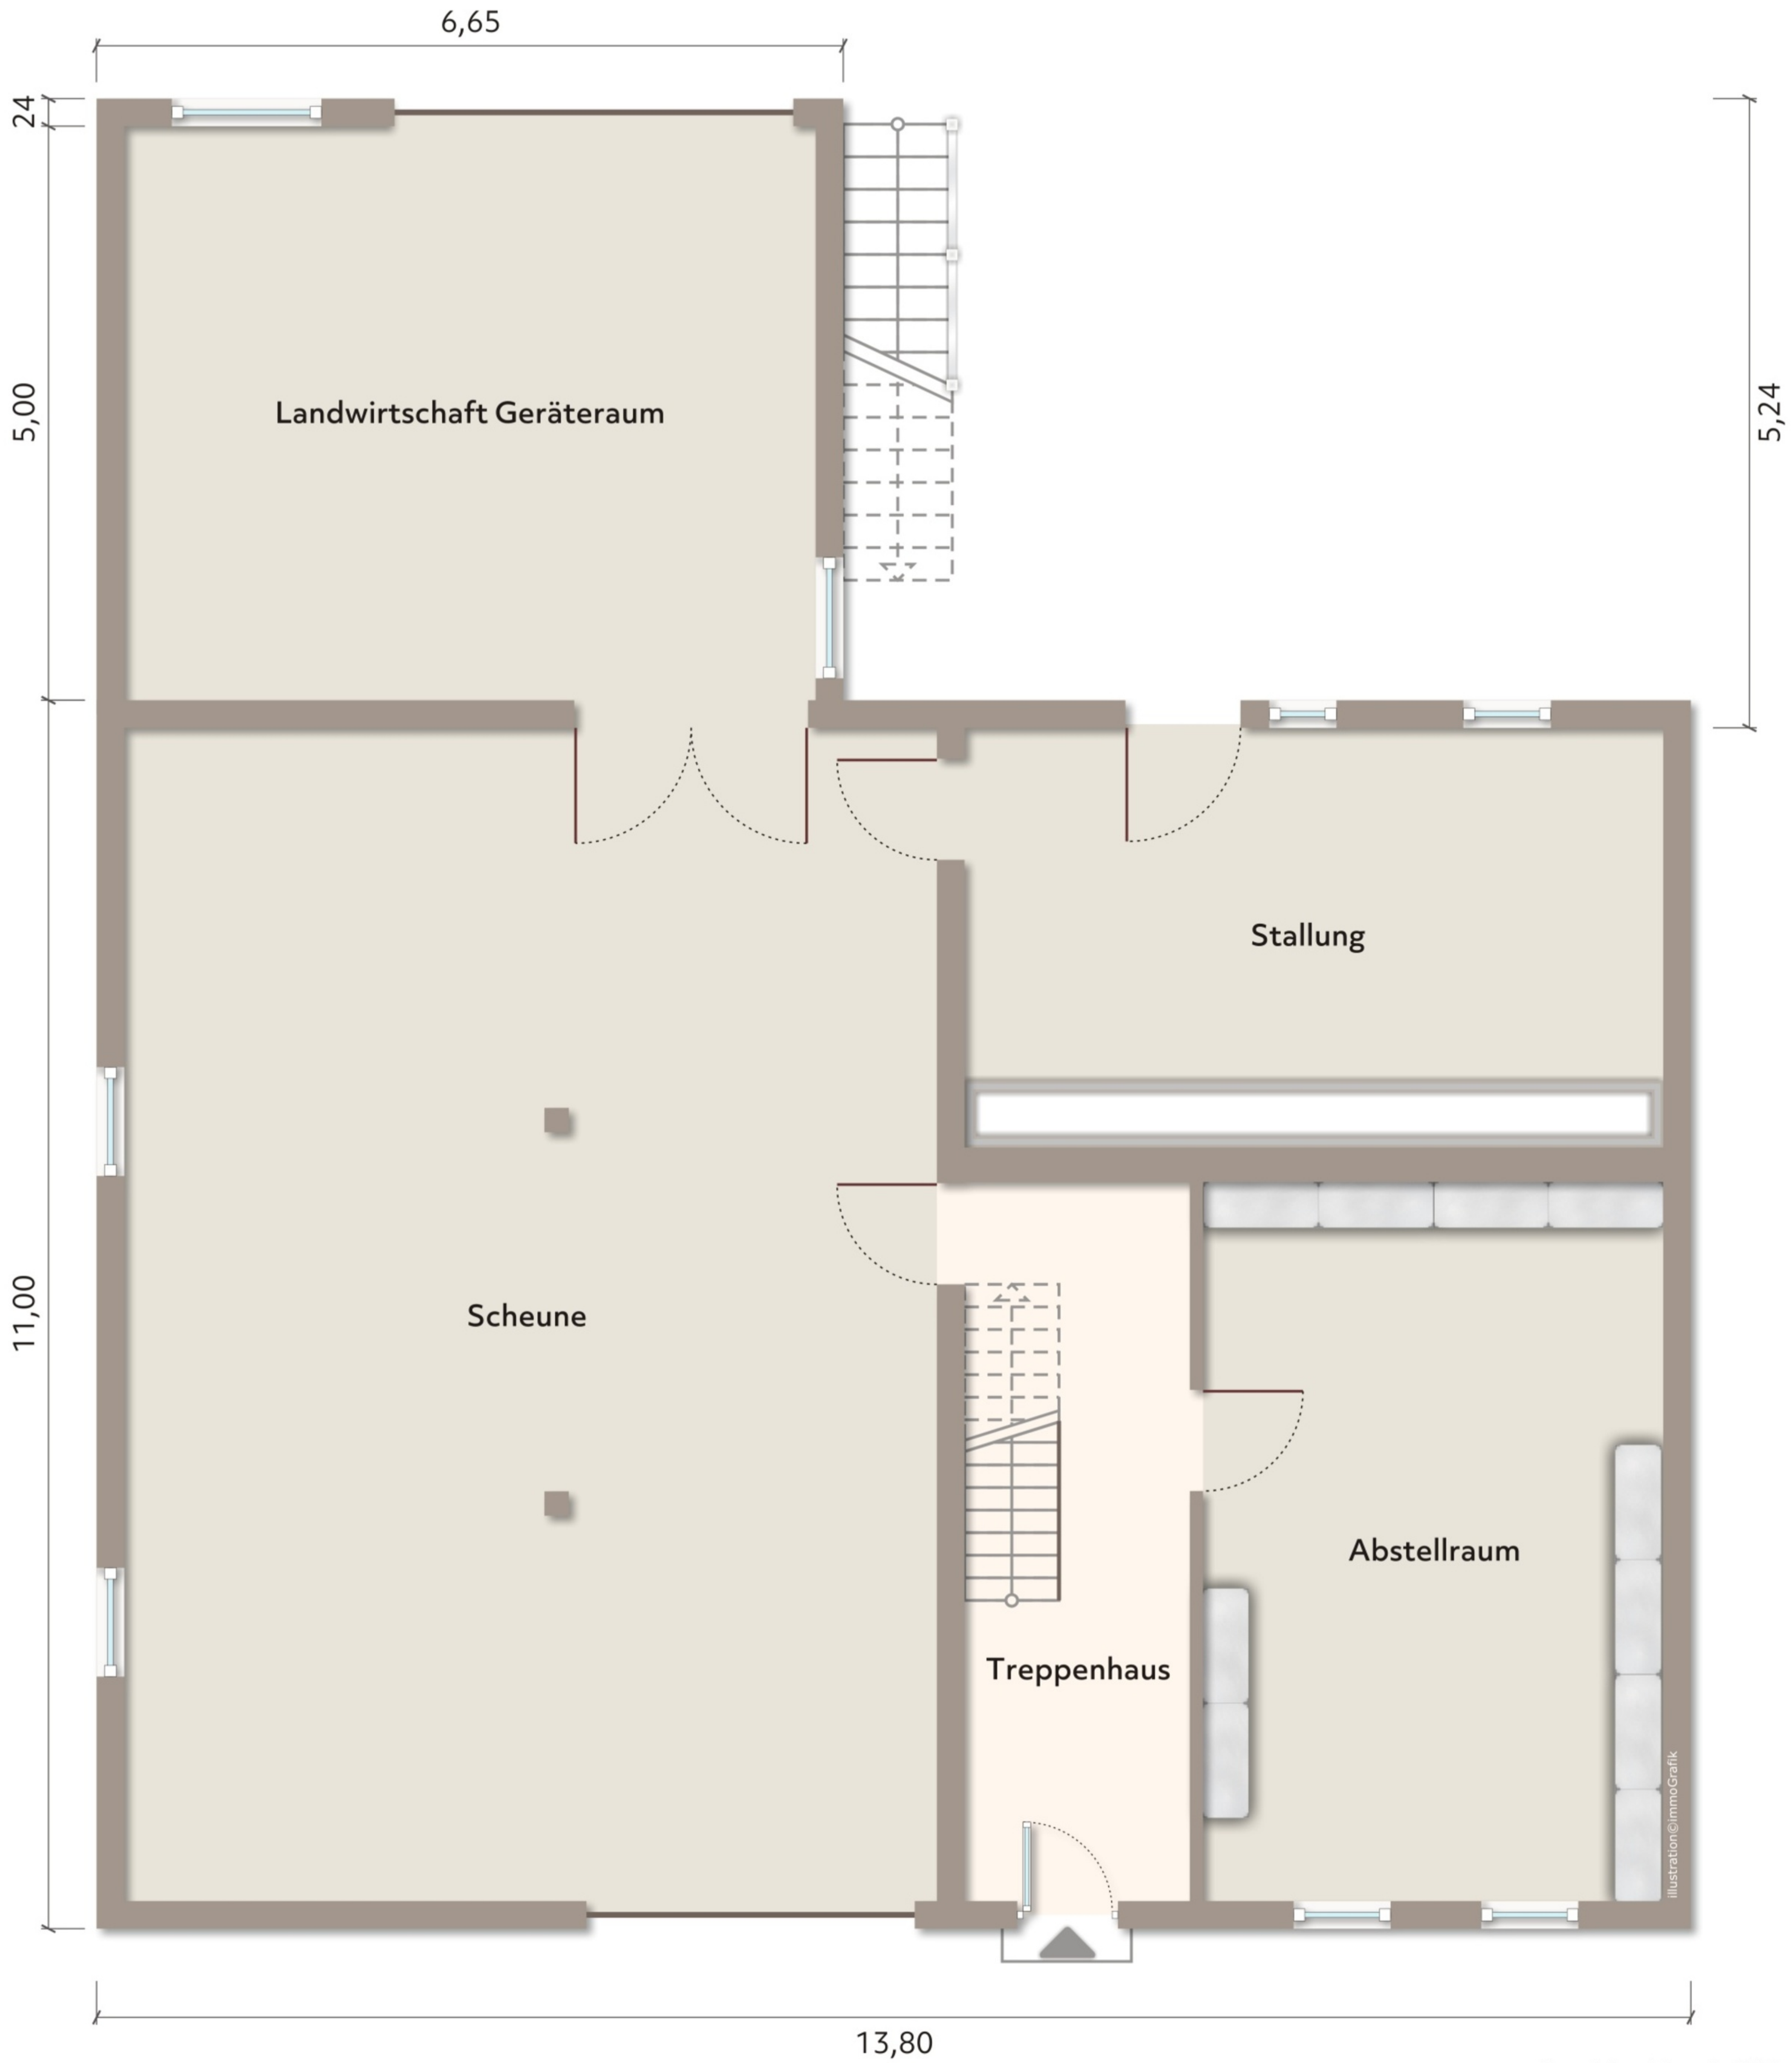 6,65
24
5,00
5,24
Landwirtschaft Geräteraum
Stallung
11,00
Scheune
Abstellraum
Treppenhaus
illustration©immoGrafik
13,80